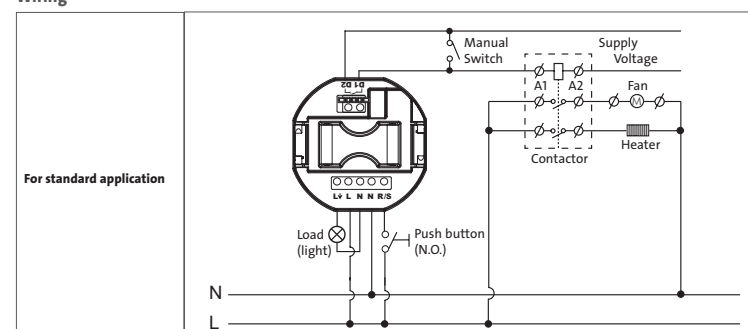 Wiring
For standard application
Manual
Switch
Supply
Voltage
D1 D2
A1 A2
Fan
M
Heater
Contactor
L L N N R/S
Load
(light)
Push button
(N.O.)
N
L